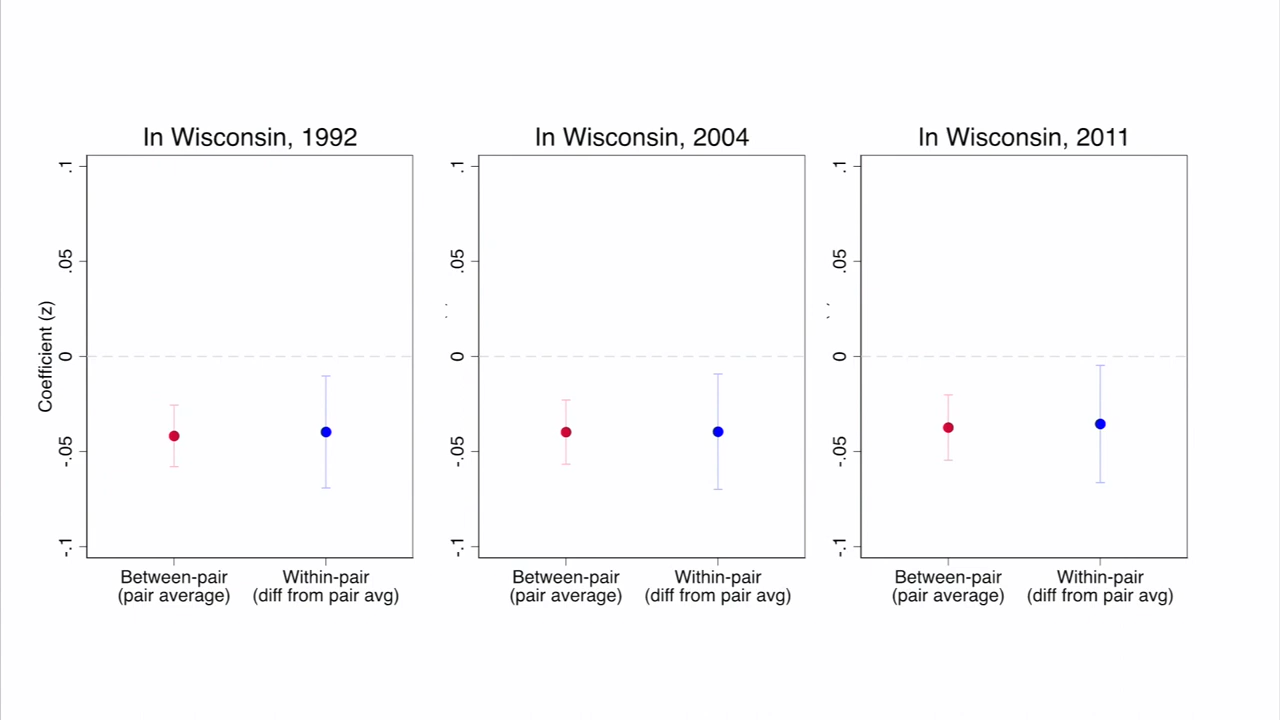 In Wisconsin, 1992
.1
.05
0
-.05
-.1
Coefficient (z)
Between-pair
(pair average)
Within-pair
(diff from pair avg)
In Wisconsin, 2004
.1
.05
0
-.05
-.1
Between-pair
(pair average)
Within-pair
(diff from pair avg)
In Wisconsin, 2011
.1
.05
0
-.05
-.1
Between-pair
(pair average)
Within-pair
(diff from pair avg)